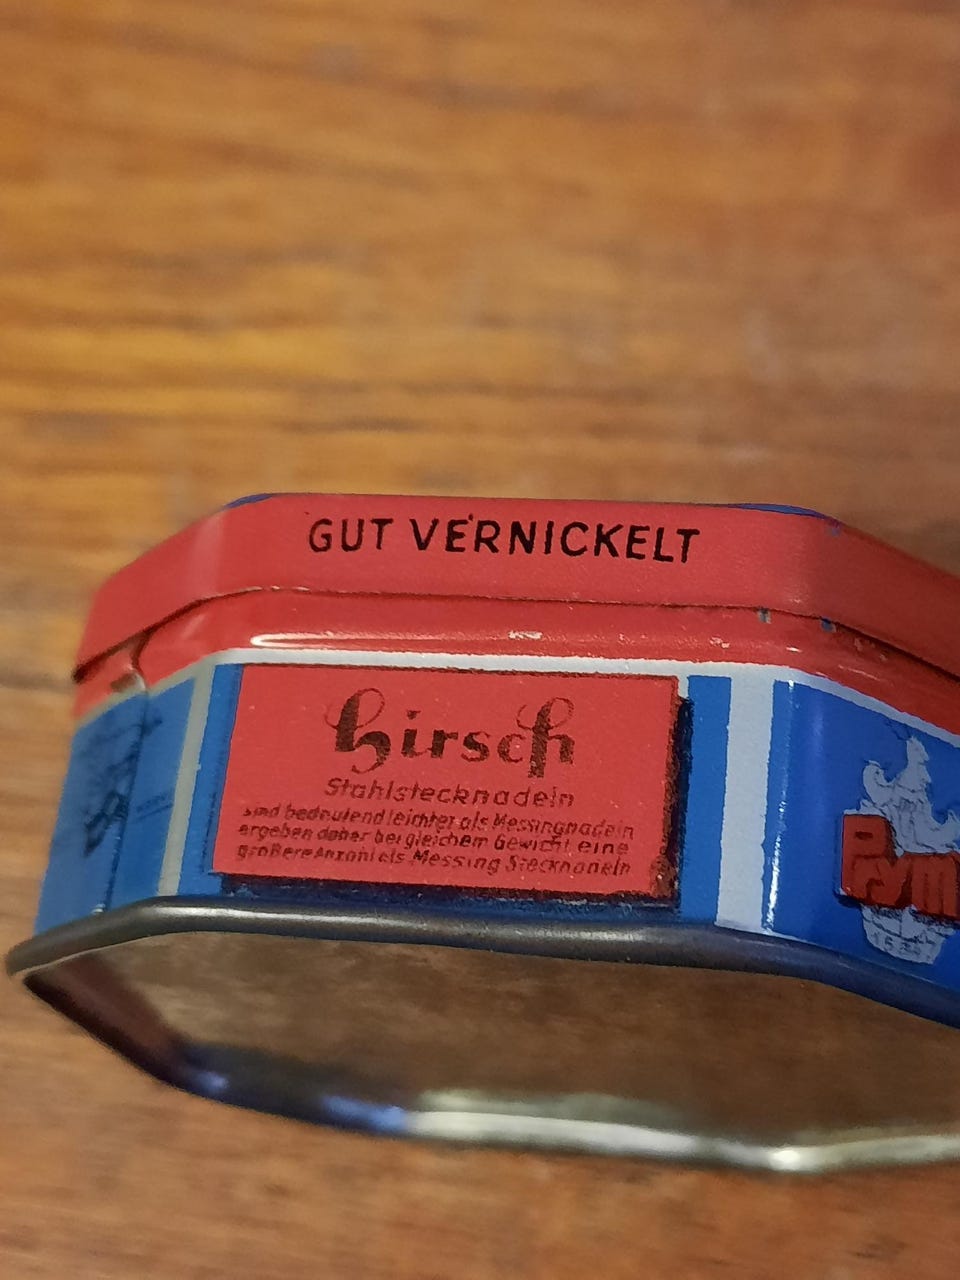 GUT VERNICKELT
Hirsch
Stahlstecknadeln
sind bedeutend leichter als Messingnadeln
ergeben daher bei gleichem Gewicht eine
größere Anzahl als Messing Stecknadeln
Prym